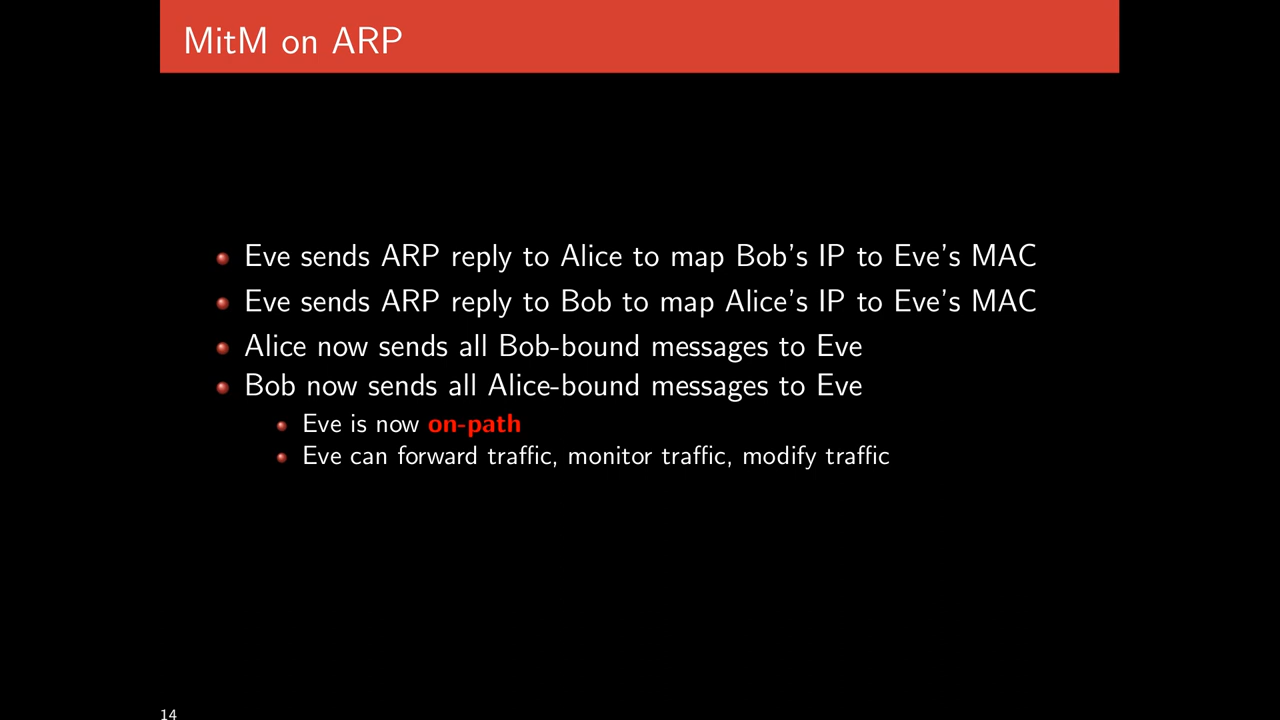 MitM on ARP
Eve sends ARP reply to Alice to map Bob's IP to Eve's MAC
Eve sends ARP reply to Bob to map Alice's IP to Eve's MAC
Alice now sends all Bob-bound messages to Eve
Bob now sends all Alice-bound messages to Eve
Eve is now on-path
Eve can forward traffic, monitor traffic, modify traffic
14